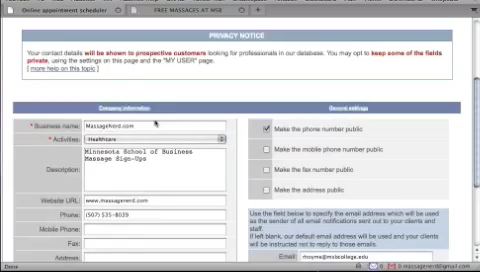 Online appointment scheduler
FREE MASSAGES AT MSB
PRIVACY NOTICE
Your contact details will be shown to prospective customers looking for professionals in our database. You may opt to keep some of the fields
private, using the settings on this page and the "MY USER" page.
[ more help on this topic ]
Company information
General settings
* Business name:
MassageNerd.com
* Activities:
Healthcare
Description:
Minnesota School of Business
Massage Sign-Ups
Website URL:
www.massagenerd.com
Phone:
(507) 535-8039
Mobile Phone:
Fax:
Address:
Make the phone number public
Make the mobile phone number public
Make the fax number public
Make the address public
Use the field below to specify the email address which will be used
as the sender of all email notifications sent out to your clients and
staff.
If left blank, our default email address will be used and your clients
will be instructed not to reply to those emails.
Email
Done
0 massagenerd@gmail.com